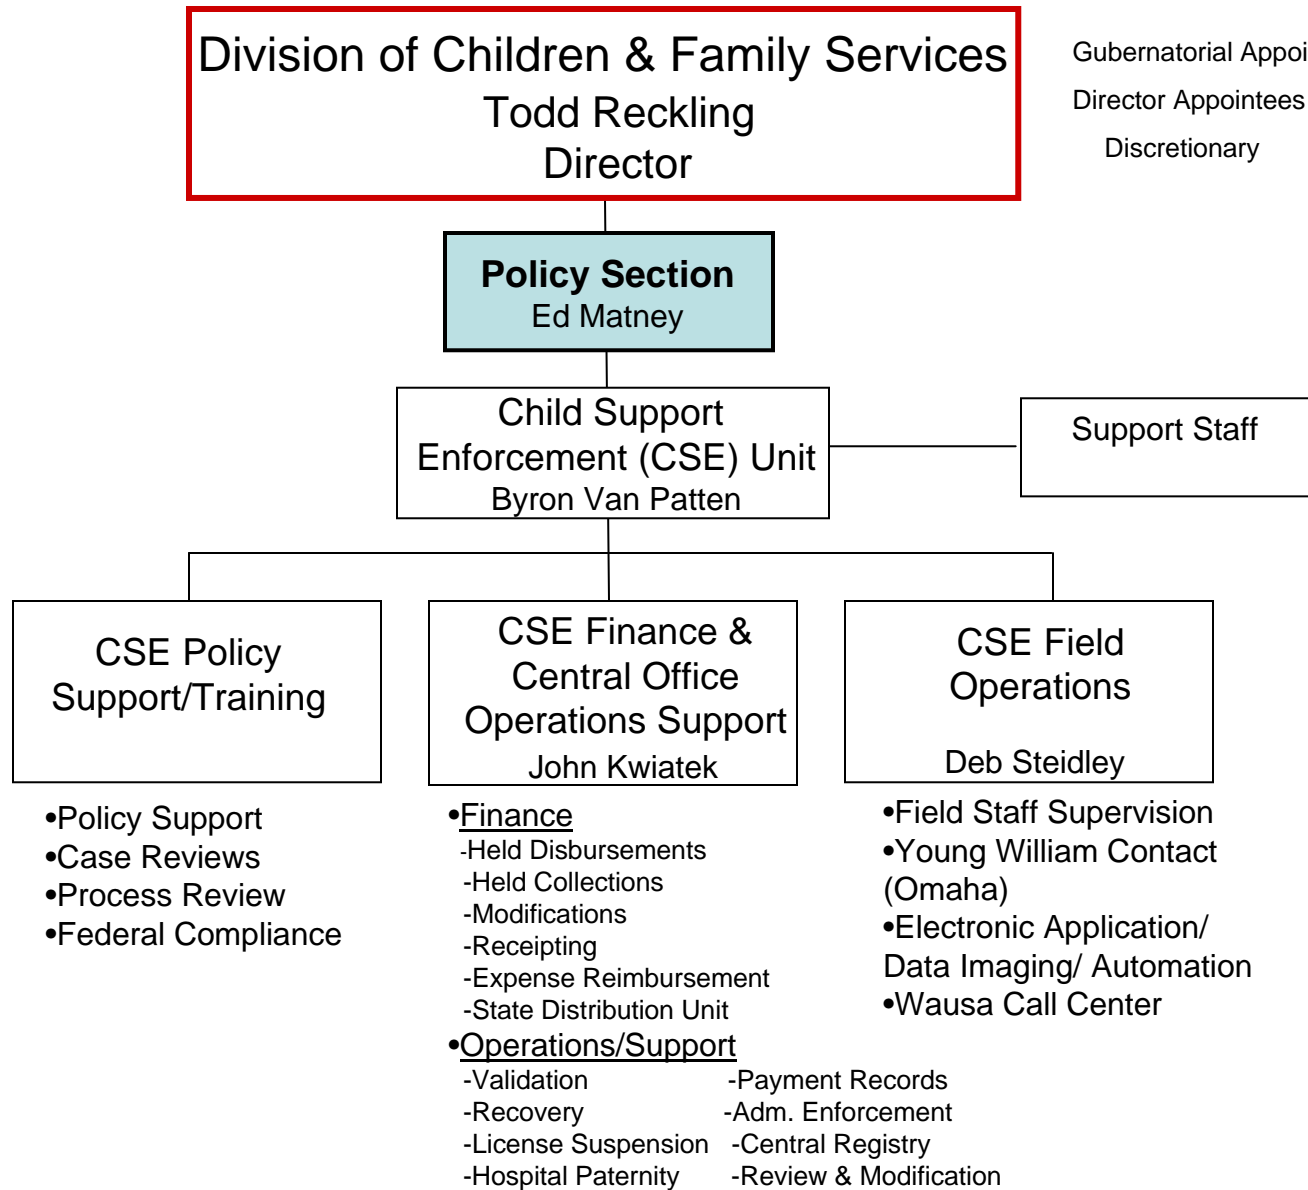 Division of Children & Family Services
Todd Reckling
Director
Gubernatorial Appoi
Director Appointees
Discretionary
Policy Section
Ed Matney
Child Support
Enforcement (CSE) Unit
Byron Van Patten
Support Staff
CSE Policy
Support/Training
CSE Finance &
Central Office
Operations Support
John Kwiatek
CSE Field
Operations
Deb Steidley
•Policy Support
•Case Reviews
•Process Review
•Federal Compliance
•Finance
-Held Disbursements
-Held Collections
-Modifications
-Receipting
-Expense Reimbursement
-State Distribution Unit
•Operations/Support
-Validation -Payment Records
-Recovery -Adm. Enforcement
-License Suspension -Central Registry
-Hospital Paternity -Review & Modification
•Field Staff Supervision
•Young William Contact
(Omaha)
•Electronic Application/
Data Imaging/ Automation
•Wausa Call Center